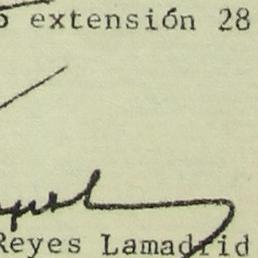 extensión 28
Reyes Lamadrid